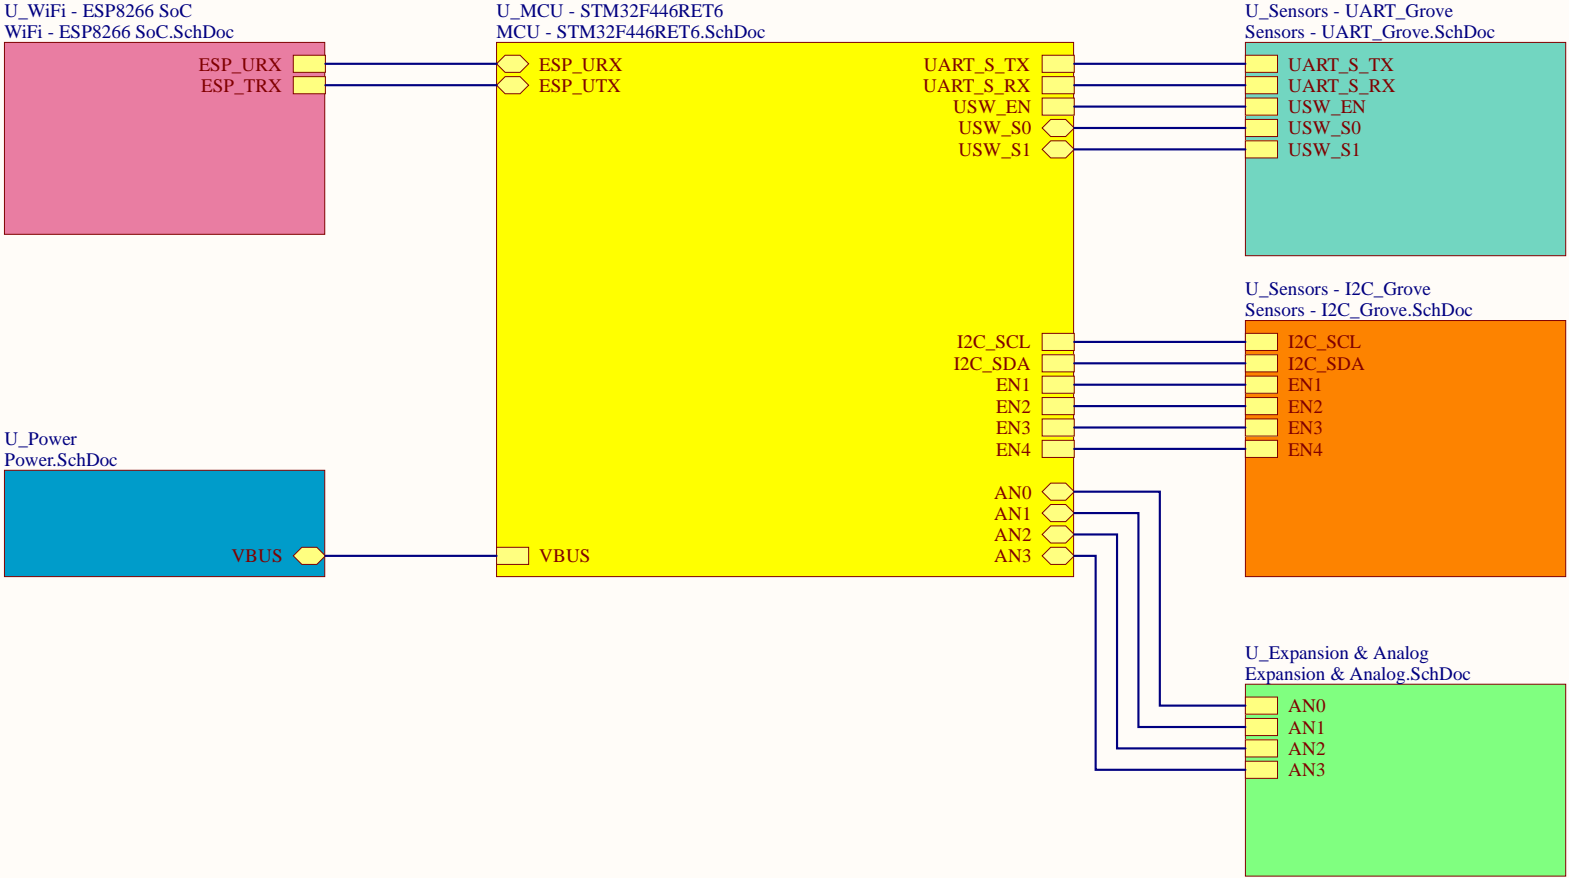 U_WiFi - ESP8266 SoC
WiFi - ESP8266 SoC.SchDoc
ESP_URX
ESP_TRX
U_Power
Power.SchDoc
VBUS
U_MCU - STM32F446RET6
MCU - STM32F446RET6.SchDoc
ESP_URX
ESP_UTX
VBUS
UART_S_TX
UART_S_RX
USW_EN
USW_S0
USW_S1
I2C_SCL
I2C_SDA
EN1
EN2
EN3
EN4
AN0
AN1
AN2
AN3
U_Sensors - UART_Grove
Sensors - UART_Grove.SchDoc
UART_S_TX
UART_S_RX
USW_EN
USW_S0
USW_S1
U_Sensors - I2C_Grove
Sensors - I2C_Grove.SchDoc
I2C_SCL
I2C_SDA
EN1
EN2
EN3
EN4
U_Expansion & Analog
Expansion & Analog.SchDoc
AN0
AN1
AN2
AN3